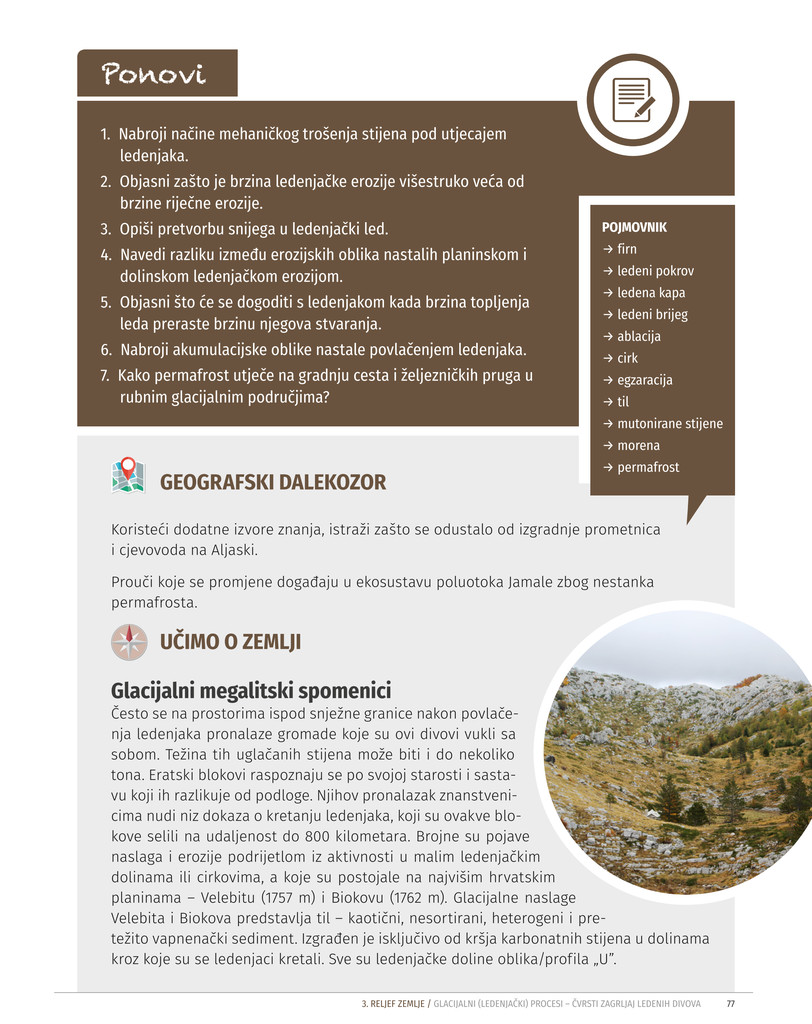 Ponovi
1. Nabroji načine mehaničkog trošenja stijena pod utjecajem
ledenjaka.
2. Objasni zašto je brzina ledenjačke erozije višestruko veća od
brzine riječne erozije.
3. Opiši pretvorbu snijega u ledenjački led.
4. Navedi razliku između erozijskih oblika nastalih planinskom i
dolinskom ledenjačkom erozijom.
5. Objasni što će se dogoditi s ledenjakom kada brzina topljenja
leda preraste brzinu njegova stvaranja.
6. Nabroji akumulacijske oblike nastale povlačenjem ledenjaka.
7. Kako permafrost utječe na gradnju cesta i željezničkih pruga u
rubnim glacijalnim područjima?
POJMOVNIK
→ firn
→ ledeni pokrov
→ ledena kapa
→ ledeni brijeg
→ ablacija
→ cirk
→ egzaracija
→ til
→ mutonirane stijene
→ morena
→ permafrost
GEOGRAFSKI DALEKOZOR
Koristeći dodatne izvore znanja, istraži zašto se odustalo od izgradnje prometnica
i cjevovoda na Aljaski.
Prouči koje se promjene događaju u ekosustavu poluotoka Jamale zbog nestanka
permafrosta.
UČIMO O ZEMLJI
Glacijalni megalitski spomenici
Često se na prostorima ispod snježne granice nakon povlače-
nja ledenjaka pronalaze gromade koje su ovi divovi vukli sa
sobom. Težina tih uglačanih stijena može biti i do nekoliko
tona. Eratski blokovi raspoznaju se po svojoj starosti i sasta-
vu koji ih razlikuje od podloge. Njihov pronalazak znanstveni-
cima nudi niz dokaza o kretanju ledenjaka, koji su ovakve blo-
kove selili na udaljenost do 800 kilometara. Brojne su pojave
naslaga i erozije podrijetlom iz aktivnosti u malim ledenjačkim
dolinama ili cirkovima, a koje su postojale na najvišim hrvatskim
planinama – Velebitu (1757 m) i Biokovu (1762 m). Glacijalne naslage
Velebita i Biokova predstavlja til – kaotični, nesortirani, heterogeni i pre-
težito vapnenački sediment. Izgrađen je isključivo od kršja karbonatnih stijena u dolinama
kroz koje su se ledenjaci kretali. Sve su ledenjačke doline oblika/profila „U”.
3. RELJEF ZEMLJE / GLACIJALNI (LEDENJAČKI) PROCESI – ČVRSTI ZAGRLJAJ LEDENIH DIVOVA 77